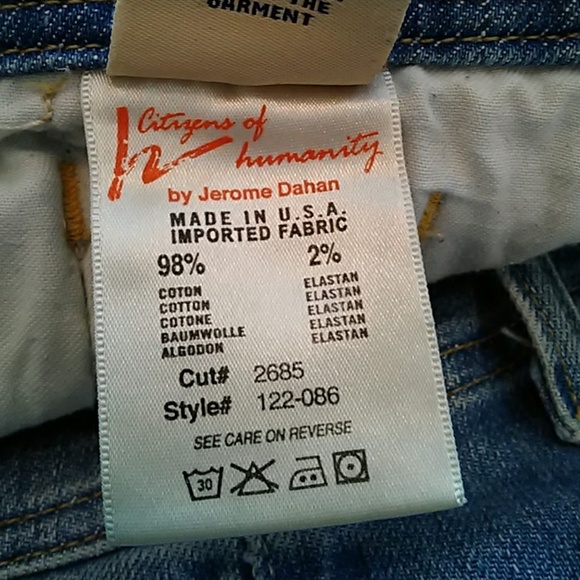 THE
GARMENT
Citizens of
humanity
by Jerome Dahan
MADE IN U.S.A.
IMPORTED FABRIC
98% 2%
COTON ELASTAN
COTTON ELASTAN
COTONE ELASTAN
BAUMWOLLE ELASTAN
ALGODON ELASTAN
Cut# 2685
Style# 122-086
SEE CARE ON REVERSE
30